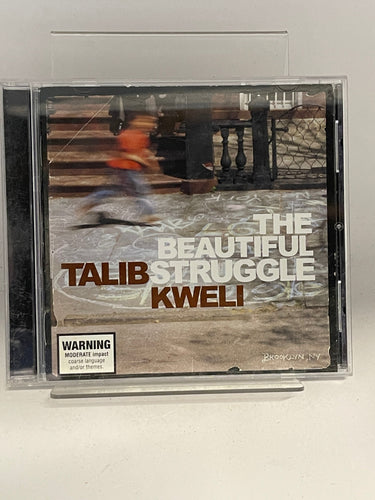 THE
BEAUTIFUL
TALIB STRUGGLE
KWELI
WARNING
MODERATE impact
coarse language
and/or themes
BROOKLYN, NY